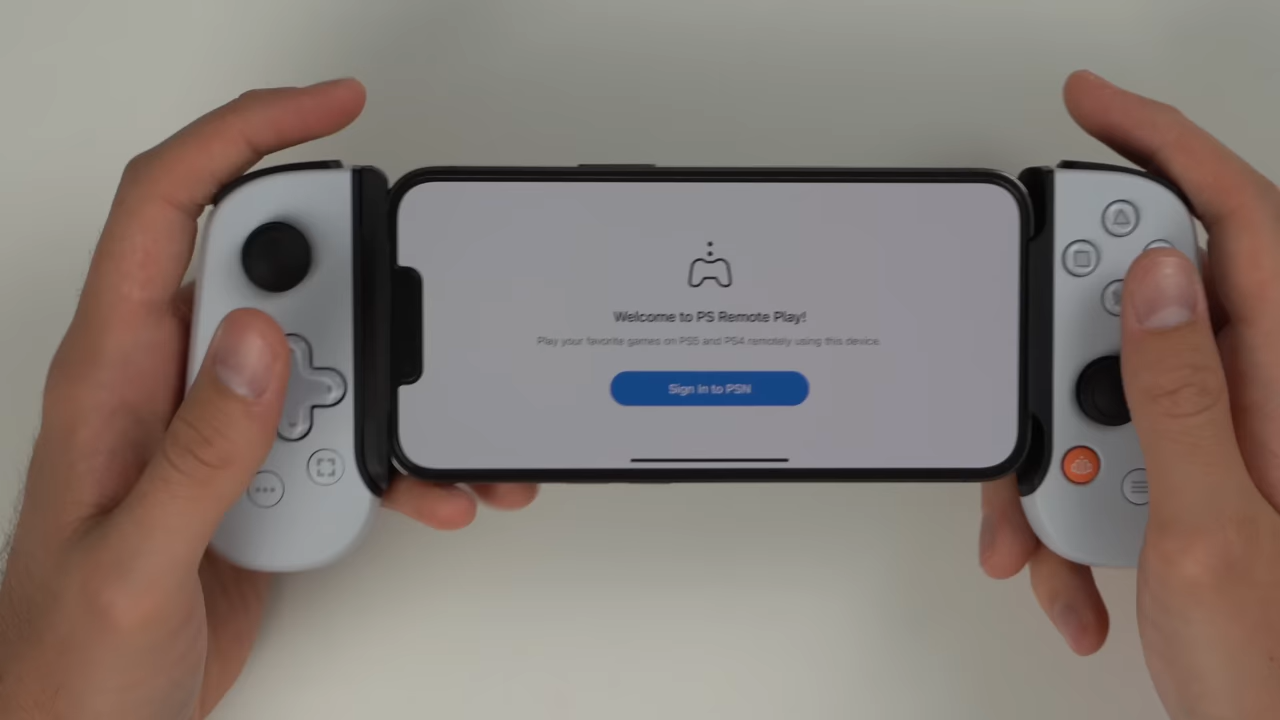 Welcome to PS Remote Play!
Play your favorite games on PS5 and PS4 remotely using this device.
Sign In to PSN